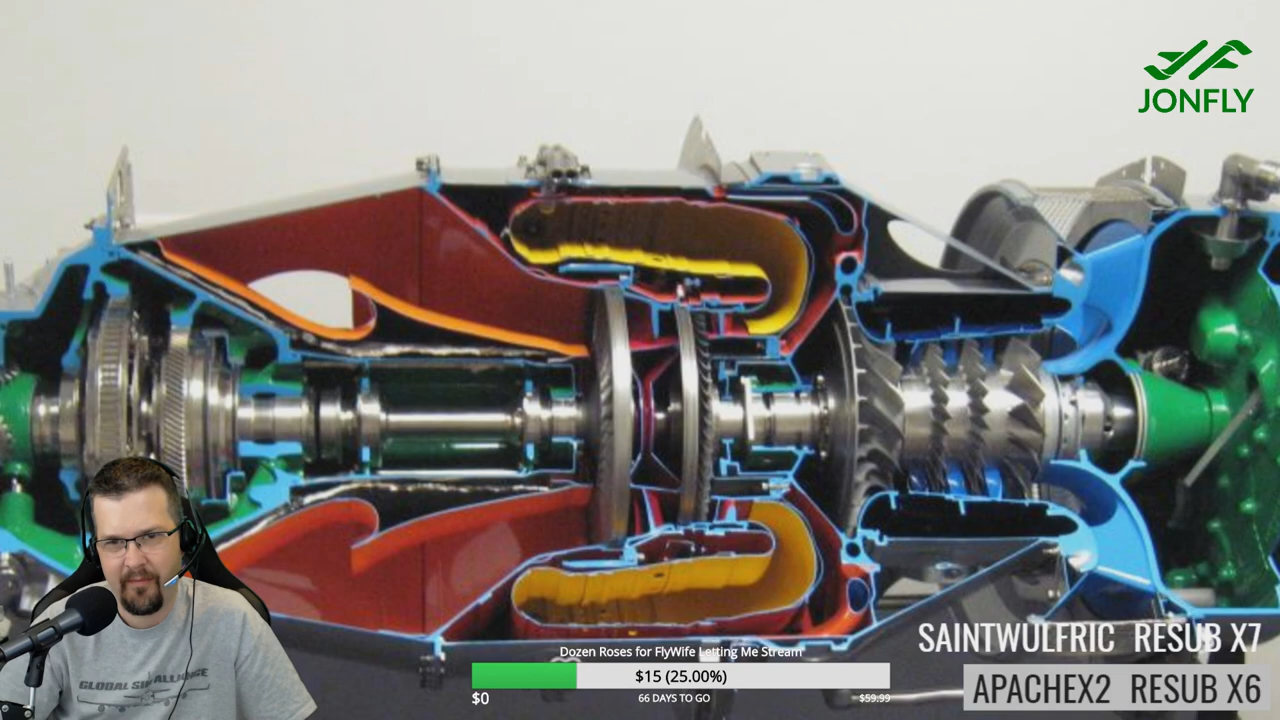 JONFLY
SAINTWULFRIC RESUB X7
Dozen Roses for FlyWife Letting Me Stream
$15 (25.00%)
$0 66 DAYS TO GO $59.99
APACHEX2 RESUB X6
GLOBAL SIM ALLIANCE